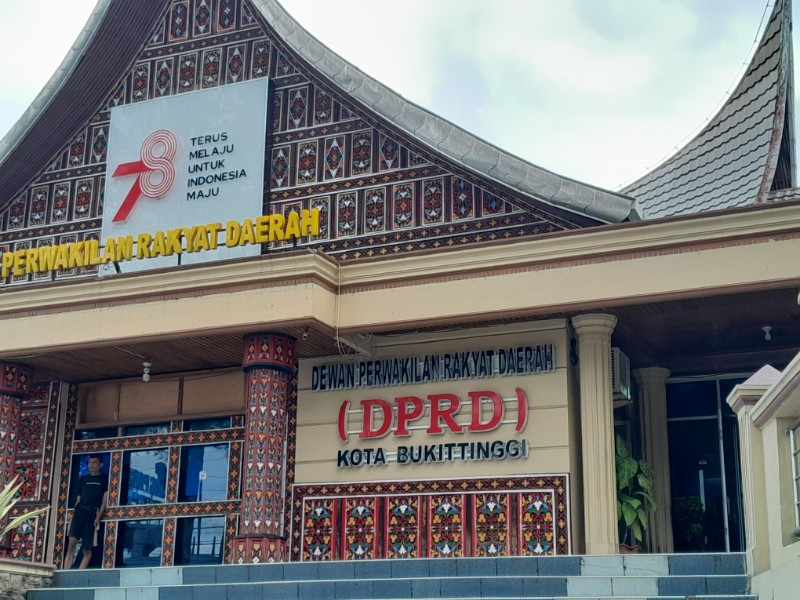 78
TERUS
MELAJU
UNTUK
INDONESIA
MAJU
PERWAKILAN RAKYAT DAERAH
DEWAN PERWAKILAN RAKYAT DAERAH
(DPRD)
KOTA BUKITTINGGI